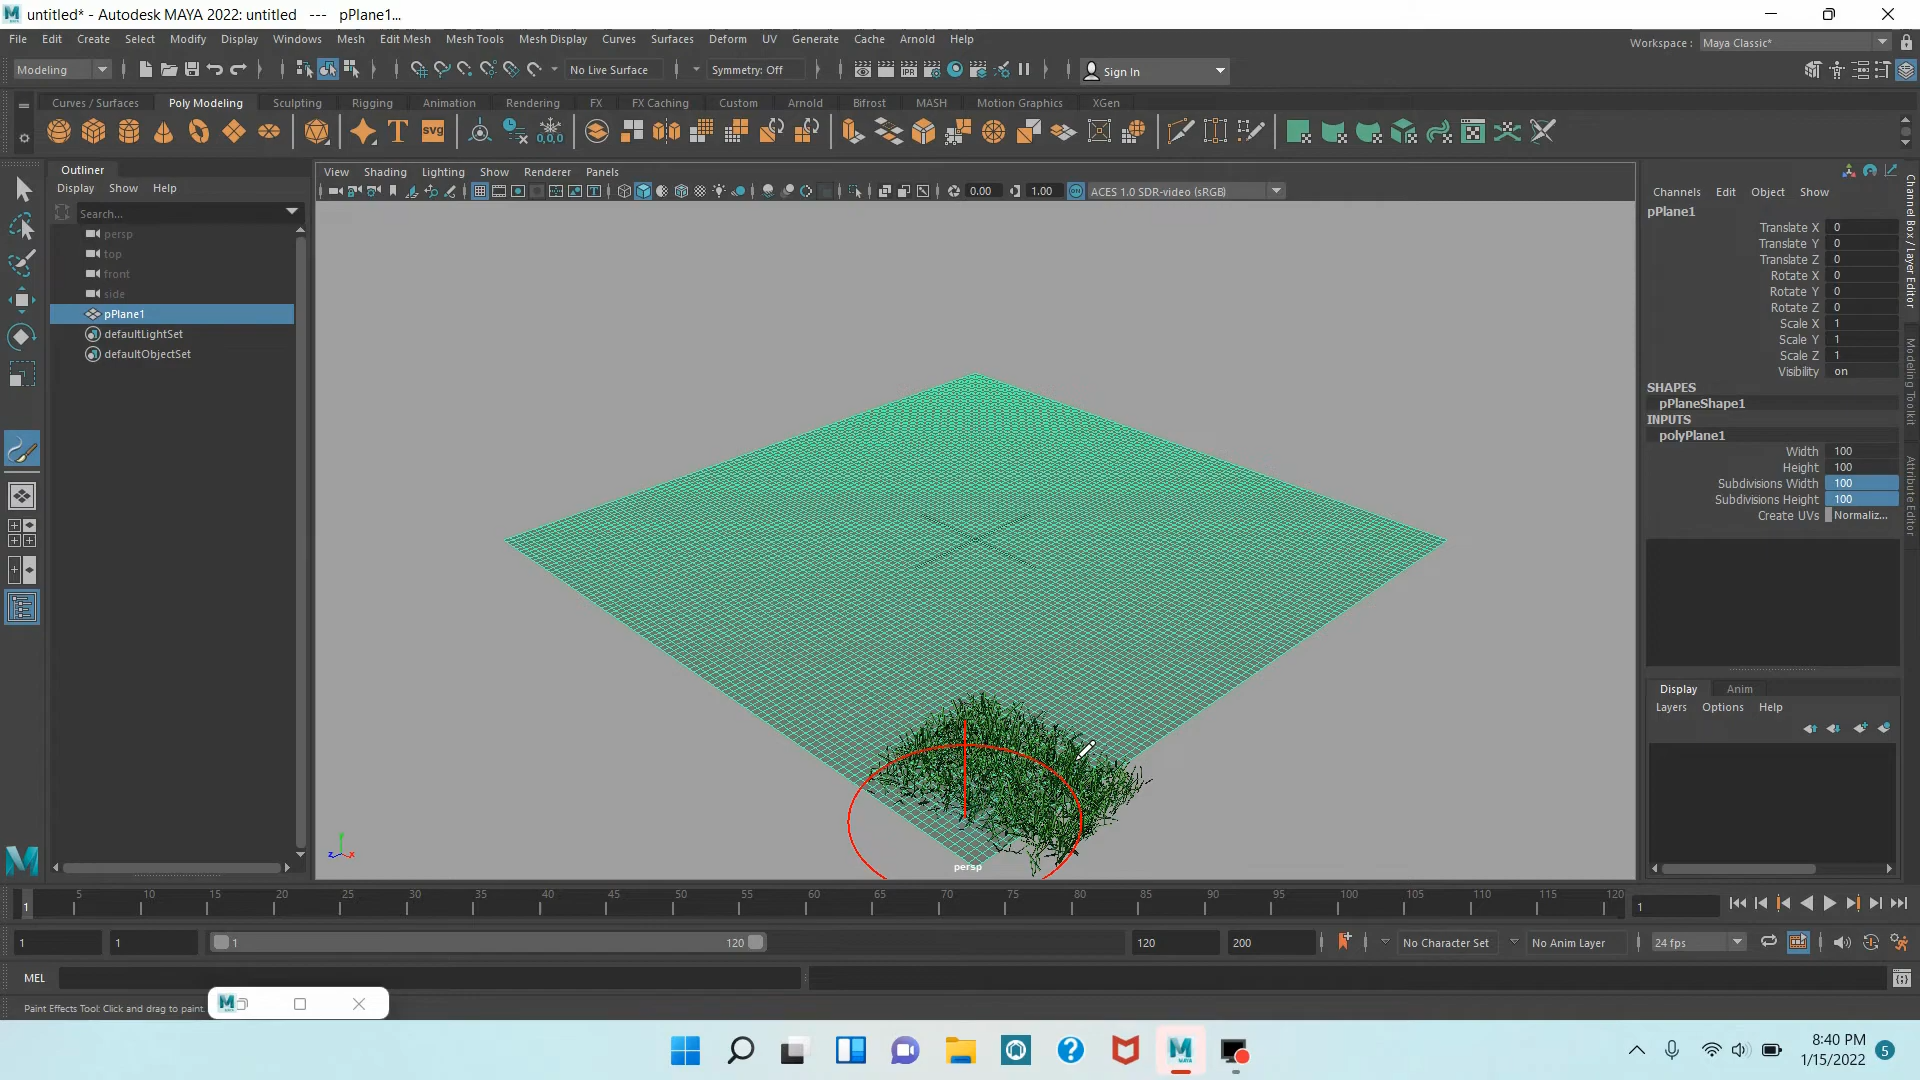 untitled* - Autodesk MAYA 2022: untitled   ---   pPlane1...
File Edit Create Select Modify Display Windows Mesh Edit Mesh Mesh Tools Mesh Display Curves Surfaces Deform UV Generate Cache Arnold Help
Workspace : Maya Classic*
Modeling No Live Surface Symmetry: Off Sign In
Curves / Surfaces Poly Modeling Sculpting Rigging Animation Rendering FX FX Caching Custom Arnold Bifrost MASH Motion Graphics XGen
Outliner
Display Show Help
Search...
persp
top
front
side
pPlane1
defaultLightSet
defaultObjectSet
View Shading Lighting Show Renderer Panels
0.00 1.00 ACES 1.0 SDR-video (sRGB)
persp
Channels Edit Object Show
pPlane1
Translate X 0
Translate Y 0
Translate Z 0
Rotate X 0
Rotate Y 0
Rotate Z 0
Scale X 1
Scale Y 1
Scale Z 1
Visibility on
SHAPES
pPlaneShape1
INPUTS
polyPlane1
Width 100
Height 100
Subdivisions Width 100
Subdivisions Height 100
Create UVs Normaliz...
Display Anim
Layers Options Help
Channel Box / Layer Editor
Modeling Toolkit
Attribute Editor
1 5 10 15 20 25 30 35 40 45 50 55 60 65 70 75 80 85 90 95 100 105 110 115 120 1
1 1 1 120 120 200 No Character Set No Anim Layer 24 fps
MEL
Paint Effects Tool: Click and drag to paint.
8:40 PM
1/15/2022
5